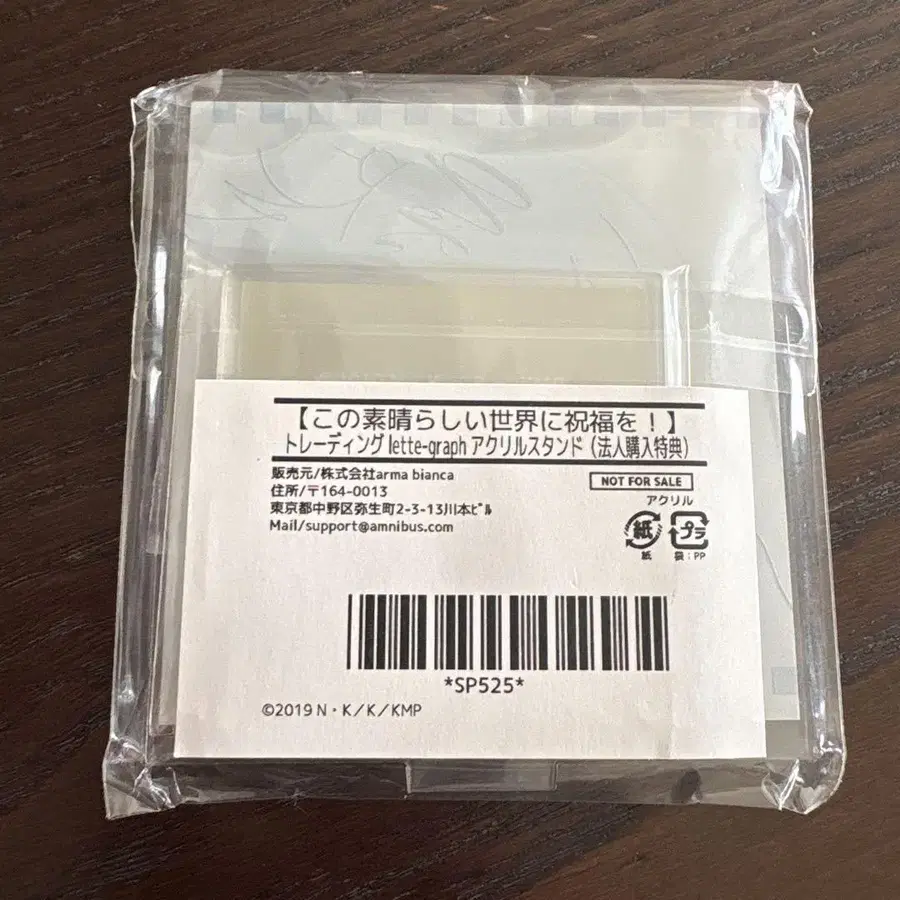 【この素晴らしい世界に祝福を！】
トレーディング lette-graph アクリルスタンド（法人購入特典）
販売元/株式会社arma bianca
住所/〒164-0013
東京都中野区弥生町2-3-13川本ﾋﾞﾙ
Mail/support@amnibus.com
NOT FOR SALE
アクリル
紙 プラ
紙 袋：PP
*SP525*
©2019 N・K/K/KMP